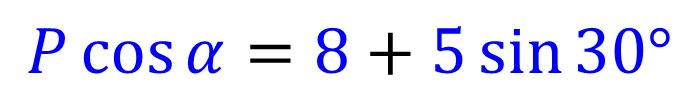 P cos α = 8 + 5 sin 30°